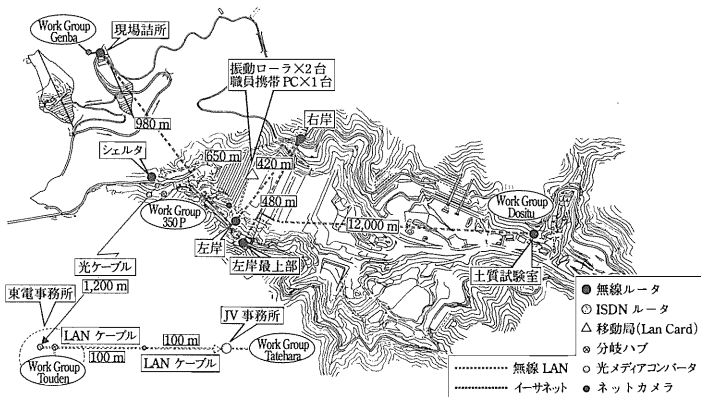 Work Group
Genba
現場詰所
振動ローラ×2台
職員携帯PC×1台
右岸
980 m
シェルタ
650 m
420 m
Work Group
350 P
480 m
12,000 m
Work Group
Dositu
左岸
左岸最上部
土質試験室
光ケーブル
1,200 m
東電事務所
LAN ケーブル
100 m
Work Group
Touden
100 m
LAN ケーブル
JV 事務所
Work Group
Tatehara
無線ルータ
ISDN ルータ
移動局(Lan Card)
分岐ハブ
光メディアコンバータ
ネットカメラ
無線 LAN
イーサネット